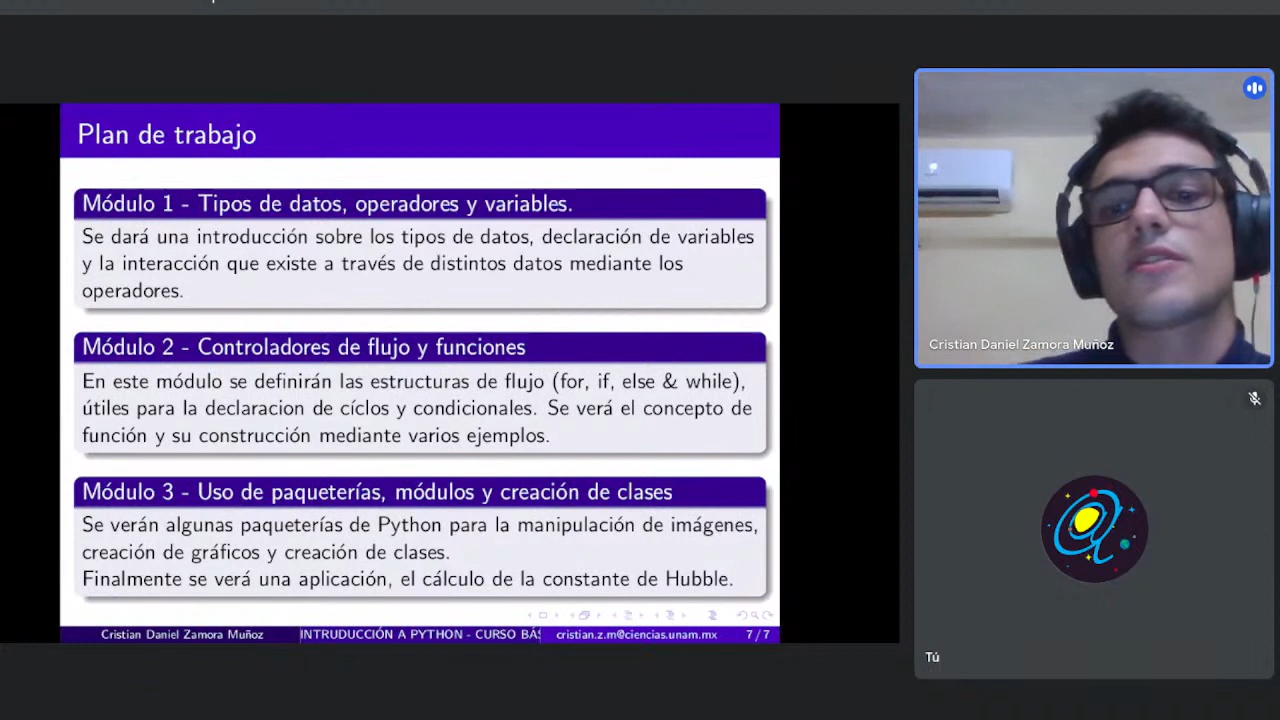 Plan de trabajo
Módulo 1 - Tipos de datos, operadores y variables.
Se dará una introducción sobre los tipos de datos, declaración de variables
y la interacción que existe a través de distintos datos mediante los
operadores.
Módulo 2 - Controladores de flujo y funciones
En este módulo se definirán las estructuras de flujo (for, if, else & while),
útiles para la declaracion de cíclos y condicionales. Se verá el concepto de
función y su construcción mediante varios ejemplos.
Módulo 3 - Uso de paqueterías, módulos y creación de clases
Se verán algunas paqueterías de Python para la manipulación de imágenes,
creación de gráficos y creación de clases.
Finalmente se verá una aplicación, el cálculo de la constante de Hubble.
Cristian Daniel Zamora Muñoz
INTRODUCCIÓN A PYTHON - CURSO BÁS
cristian.z.m@ciencias.unam.mx
7 / 7
Cristian Daniel Zamora Muñoz
Tú